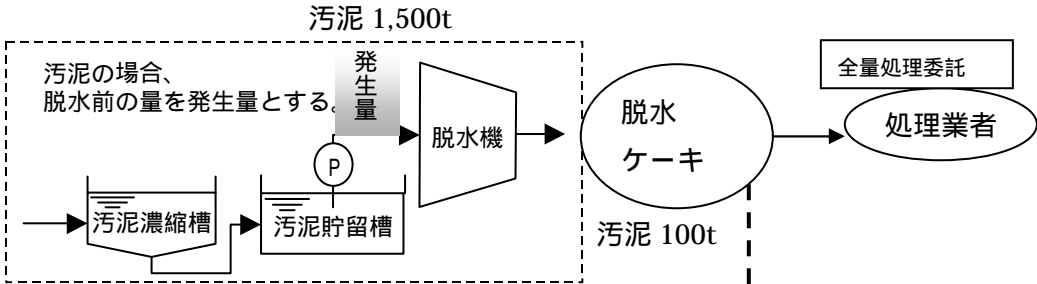 汚泥 1,500t
汚泥の場合、
脱水前の量を発生量とする。
発生量
P
脱水機
汚泥濃縮槽
汚泥貯留槽
脱水
ケーキ
汚泥 100t
全量処理委託
処理業者